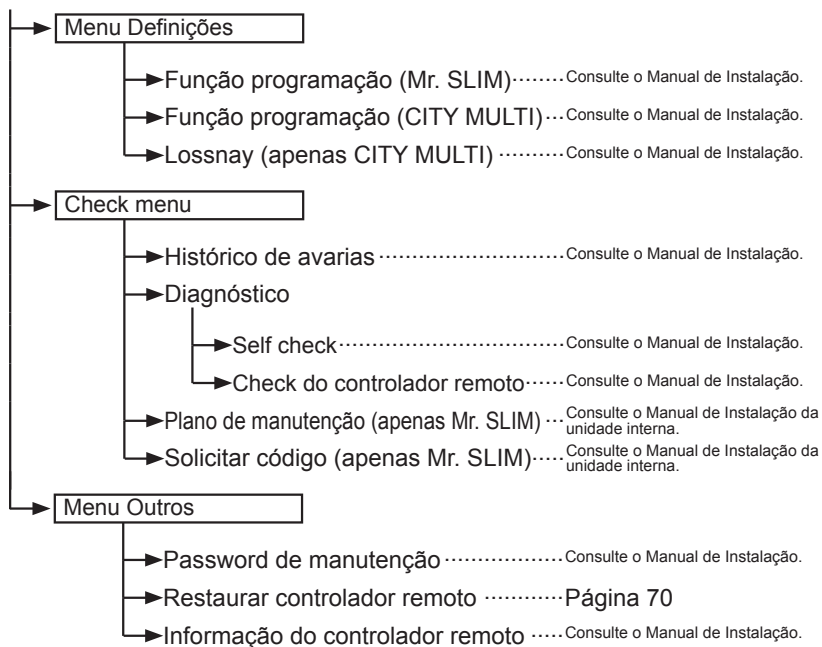 Menu Definições
Função programação (Mr. SLIM)········Consulte o Manual de Instalação.
Função programação (CITY MULTI)···Consulte o Manual de Instalação.
Lossnay (apenas CITY MULTI) ··········Consulte o Manual de Instalação.
Check menu
Histórico de avarias ····························Consulte o Manual de Instalação.
Diagnóstico
Self check···································Consulte o Manual de Instalação.
Check do controlador remoto······Consulte o Manual de Instalação.
Plano de manutenção (apenas Mr. SLIM) ···Consulte o Manual de Instalação da
unidade interna.
Solicitar código (apenas Mr. SLIM)·····Consulte o Manual de Instalação da
unidade interna.
Menu Outros
Password de manutenção ··················Consulte o Manual de Instalação.
Restaurar controlador remoto ············Página 70
Informação do controlador remoto ·····Consulte o Manual de Instalação.